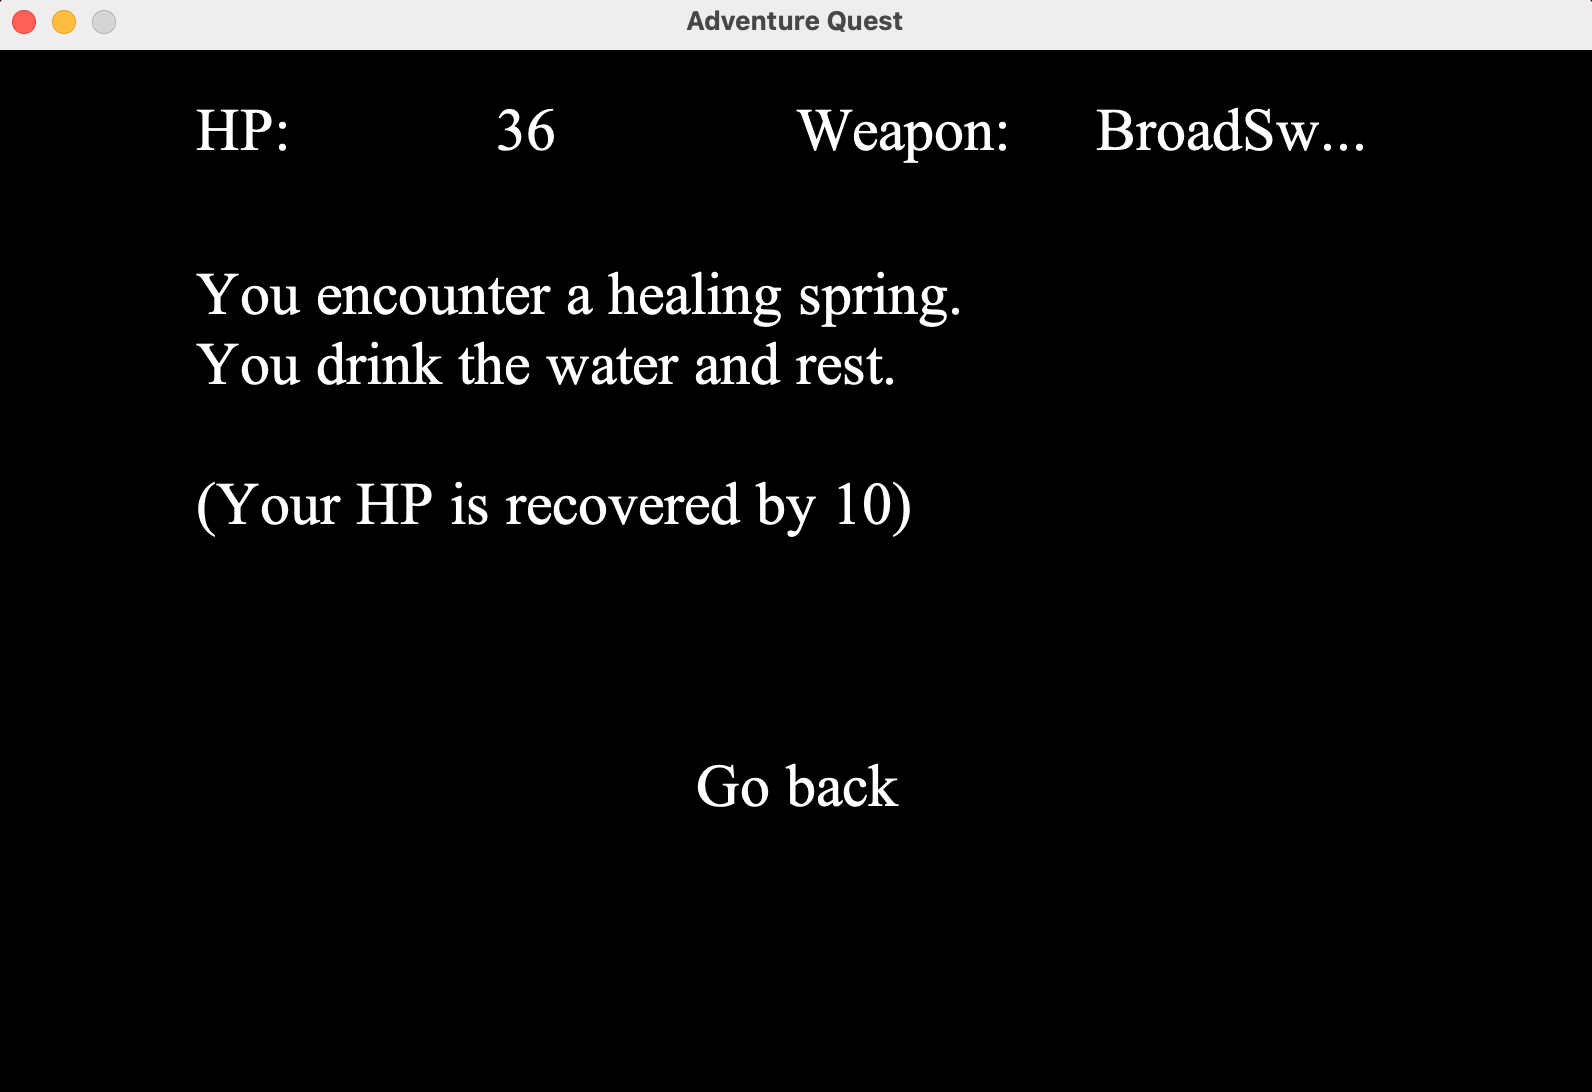 Adventure Quest
HP: 36 Weapon: BroadSw...
You encounter a healing spring.
You drink the water and rest.
(Your HP is recovered by 10)
Go back